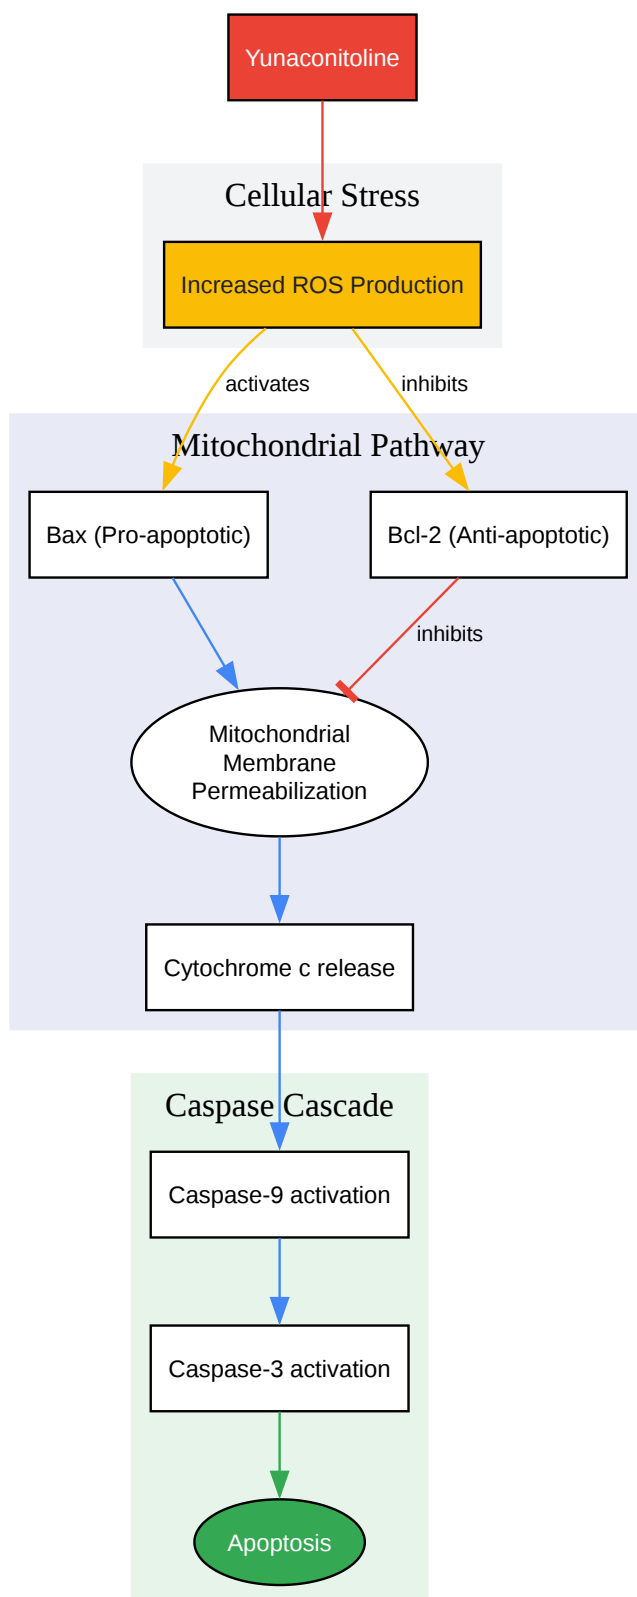 Yunaconitoline
Cellular Stress
Increased ROS Production
activates
inhibits
Mitochondrial Pathway
Bax (Pro-apoptotic)
Bcl-2 (Anti-apoptotic)
inhibits
Mitochondrial
Membrane
Permeabilization
Cytochrome c release
Caspase Cascade
Caspase-9 activation
Caspase-3 activation
Apoptosis